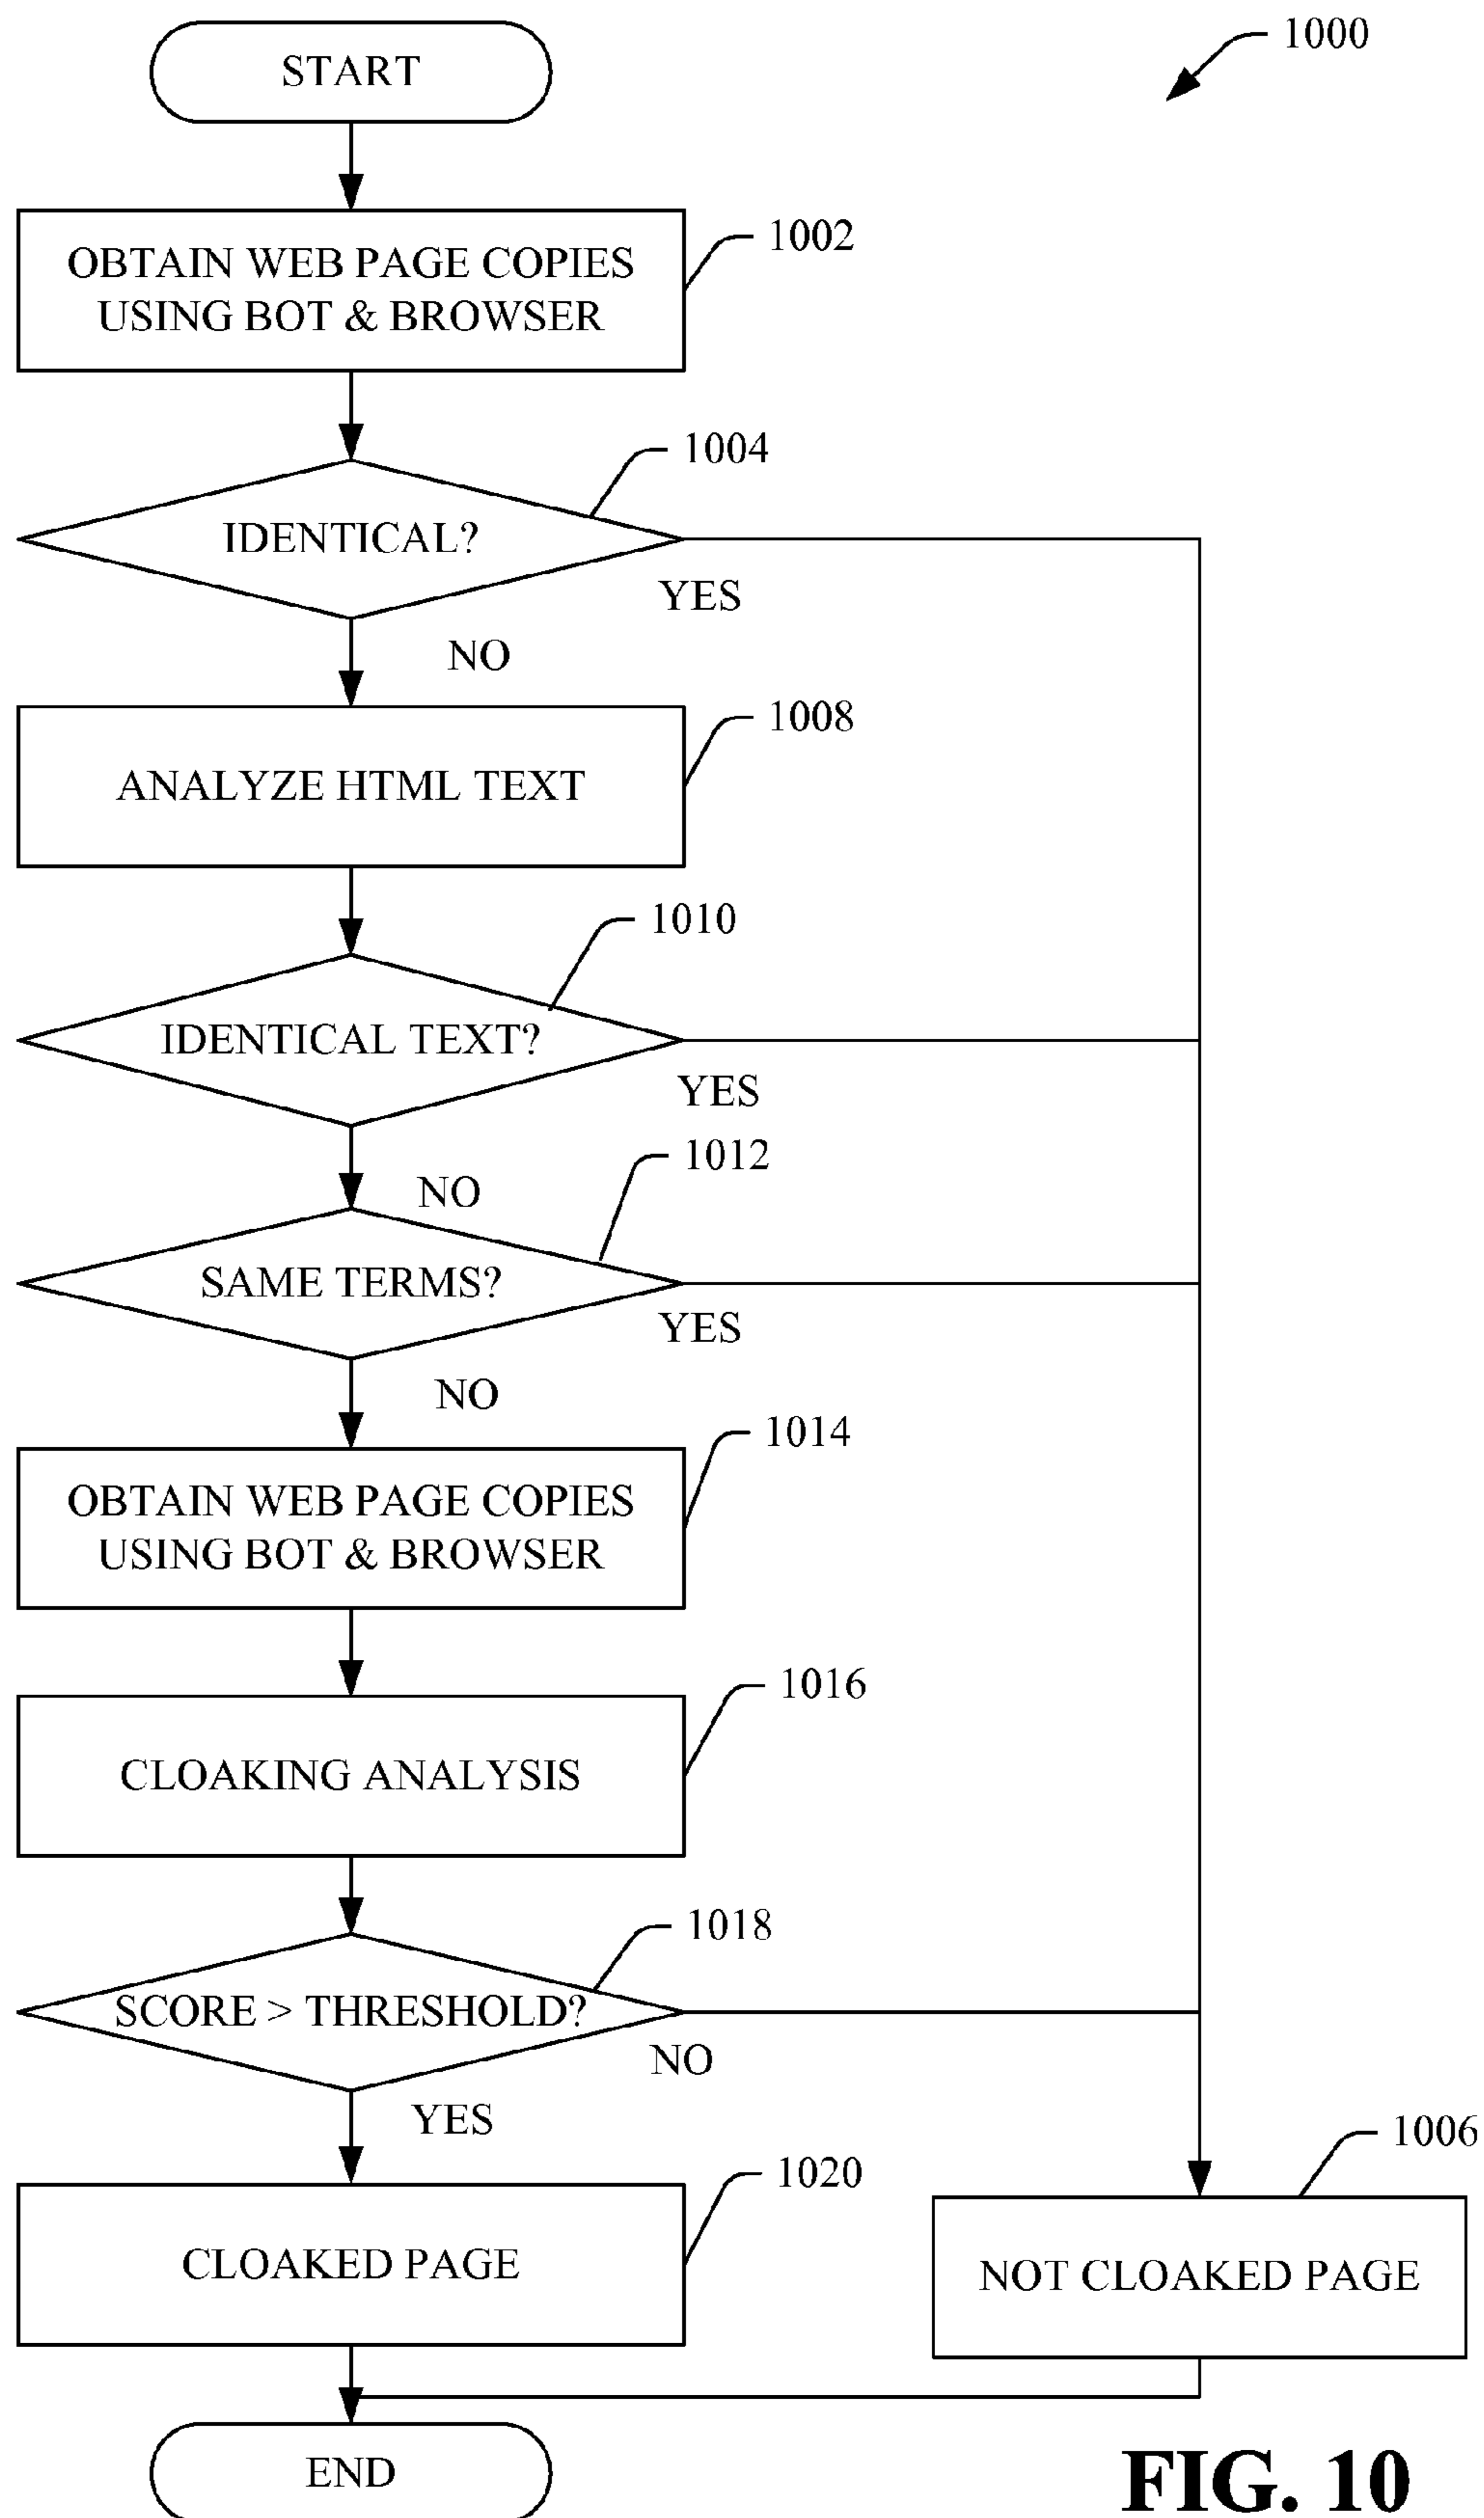 START
1000
OBTAIN WEB PAGE COPIES
USING BOT & BROWSER
1002
1004
IDENTICAL?
YES
NO
1008
ANALYZE HTML TEXT
1010
IDENTICAL TEXT?
YES
1012
NO
SAME TERMS?
YES
NO
1014
OBTAIN WEB PAGE COPIES
USING BOT & BROWSER
1016
CLOAKING ANALYSIS
1018
SCORE > THRESHOLD?
NO
YES
1006
1020
CLOAKED PAGE
NOT CLOAKED PAGE
END
FIG. 10